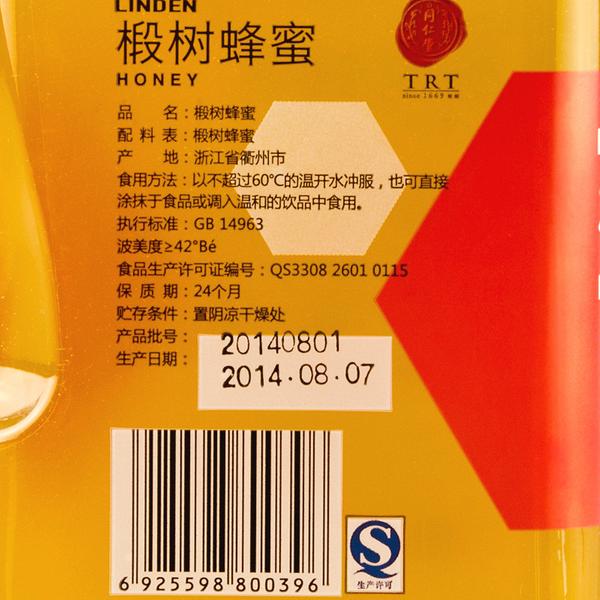 LINDEN
椴树蜂蜜
HONEY
同仁堂
TRT
since 1669
品 名：椴树蜂蜜
配 料 表：椴树蜂蜜
产 地：浙江省衢州市
食用方法：以不超过60℃的温开水冲服，也可直接
涂抹于食品或调入温和的饮品中食用。
执行标准：GB 14963
波美度≥42°Bé
食品生产许可证编号：QS3308 2601 0115
保 质 期：24个月
贮存条件：置阴凉干燥处
产品批号：20140801
生产日期：2014.08.07
6 925598 800396
S
生产许可